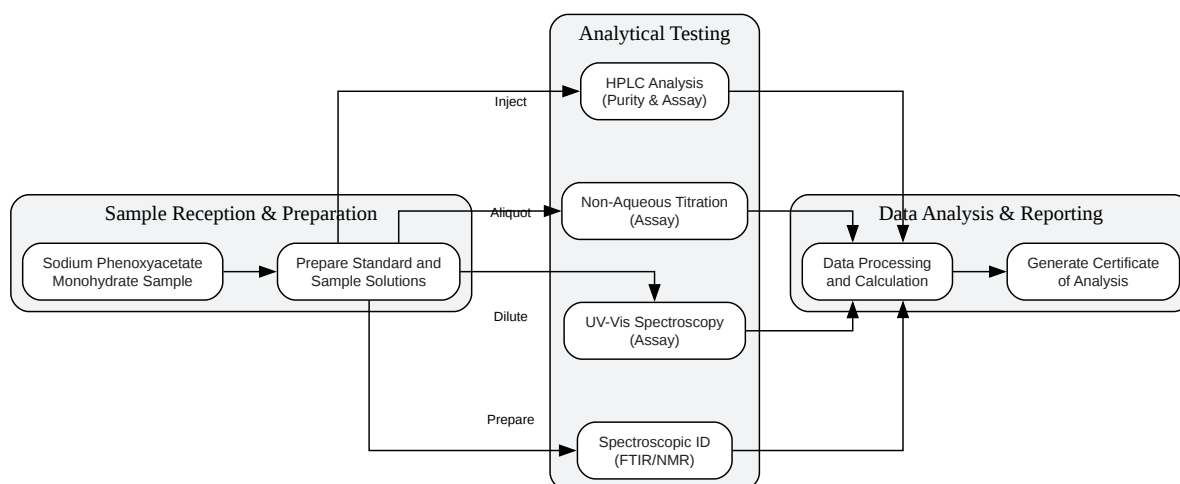 Sample Reception & Preparation
Sodium Phenoxyacetate
Monohydrate Sample
Prepare Standard and
Sample Solutions
Inject
Aliquot
Dilute
Prepare
Analytical Testing
HPLC Analysis
(Purity & Assay)
Non-Aqueous Titration
(Assay)
UV-Vis Spectroscopy
(Assay)
Spectroscopic ID
(FTIR/NMR)
Data Analysis & Reporting
Data Processing
and Calculation
Generate Certificate
of Analysis